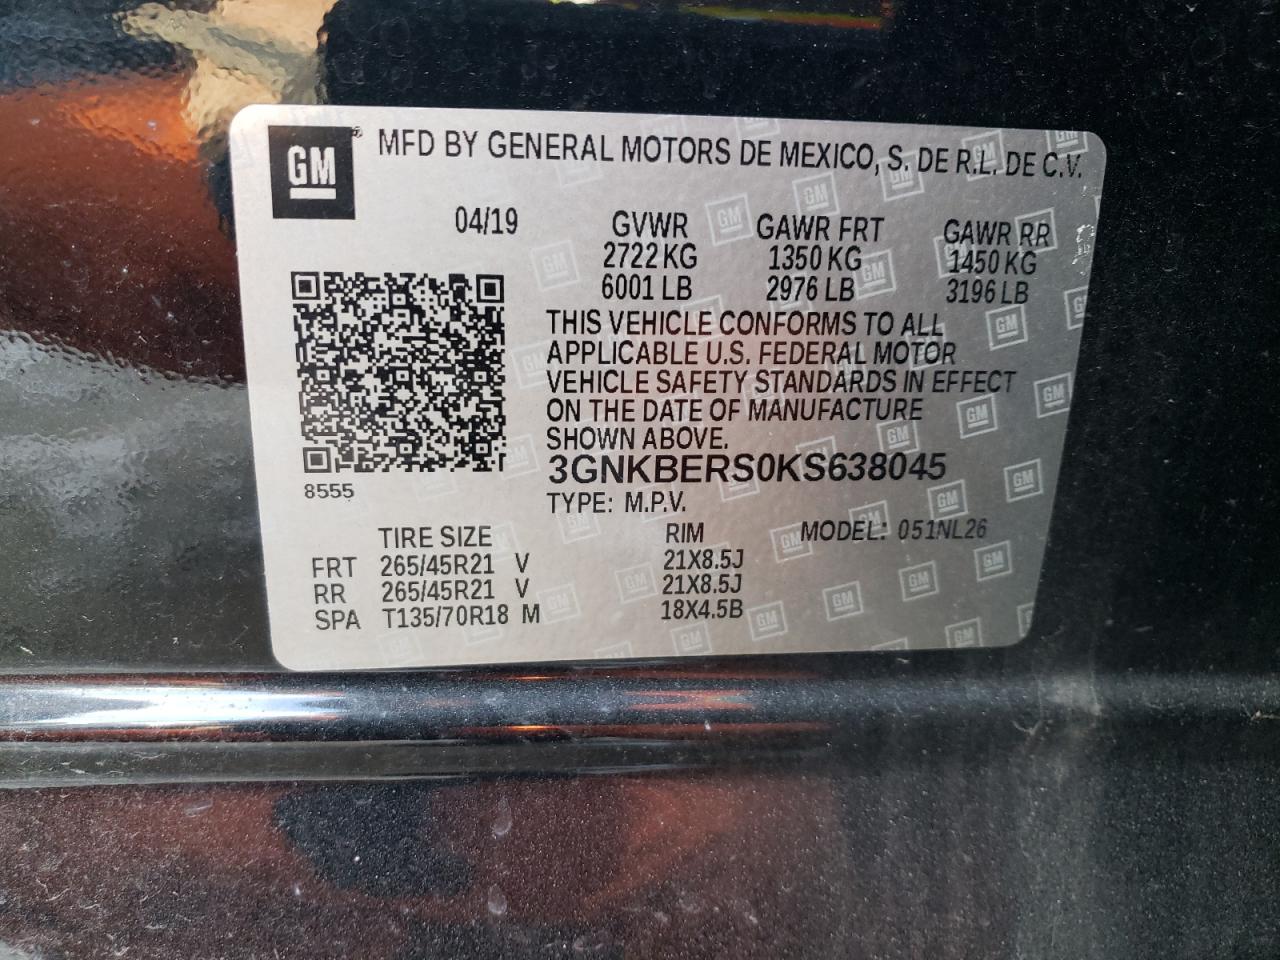 GM MFD BY GENERAL MOTORS DE MEXICO, S. DE R.L. DE C.V.
04/19 GVWR GAWR FRT GAWR RR
2722 KG 1350 KG 1450 KG
6001 LB 2976 LB 3196 LB
THIS VEHICLE CONFORMS TO ALL
APPLICABLE U.S. FEDERAL MOTOR
VEHICLE SAFETY STANDARDS IN EFFECT
ON THE DATE OF MANUFACTURE
SHOWN ABOVE.
3GNKBERS0KS638045
8555
TYPE: M.P.V.
TIRE SIZE RIM MODEL: 051NL26
FRT 265/45R21 V 21X8.5J
RR 265/45R21 V 21X8.5J
SPA T135/70R18 M 18X4.5B